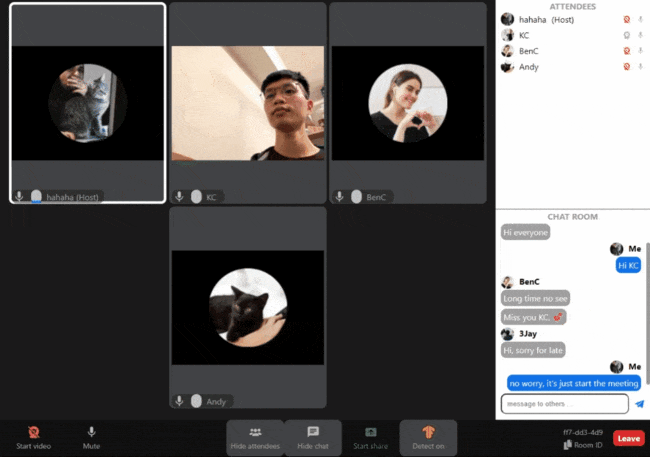 hahaha (Host)
KC
BenC
Andy
ATTENDEES
hahaha (Host)
KC
BenC
Andy
CHAT ROOM
Hi everyone
Me
Hi KC
BenC
Long time no see
Miss you KC.
3Jay
Hi, sorry for late
Me
no worry, it's just start the meeting
message to others ...
Start video
Mute
Hide attendees
Hide chat
Start share
Detect on
ff7-dd3-4d9
Room ID
Leave